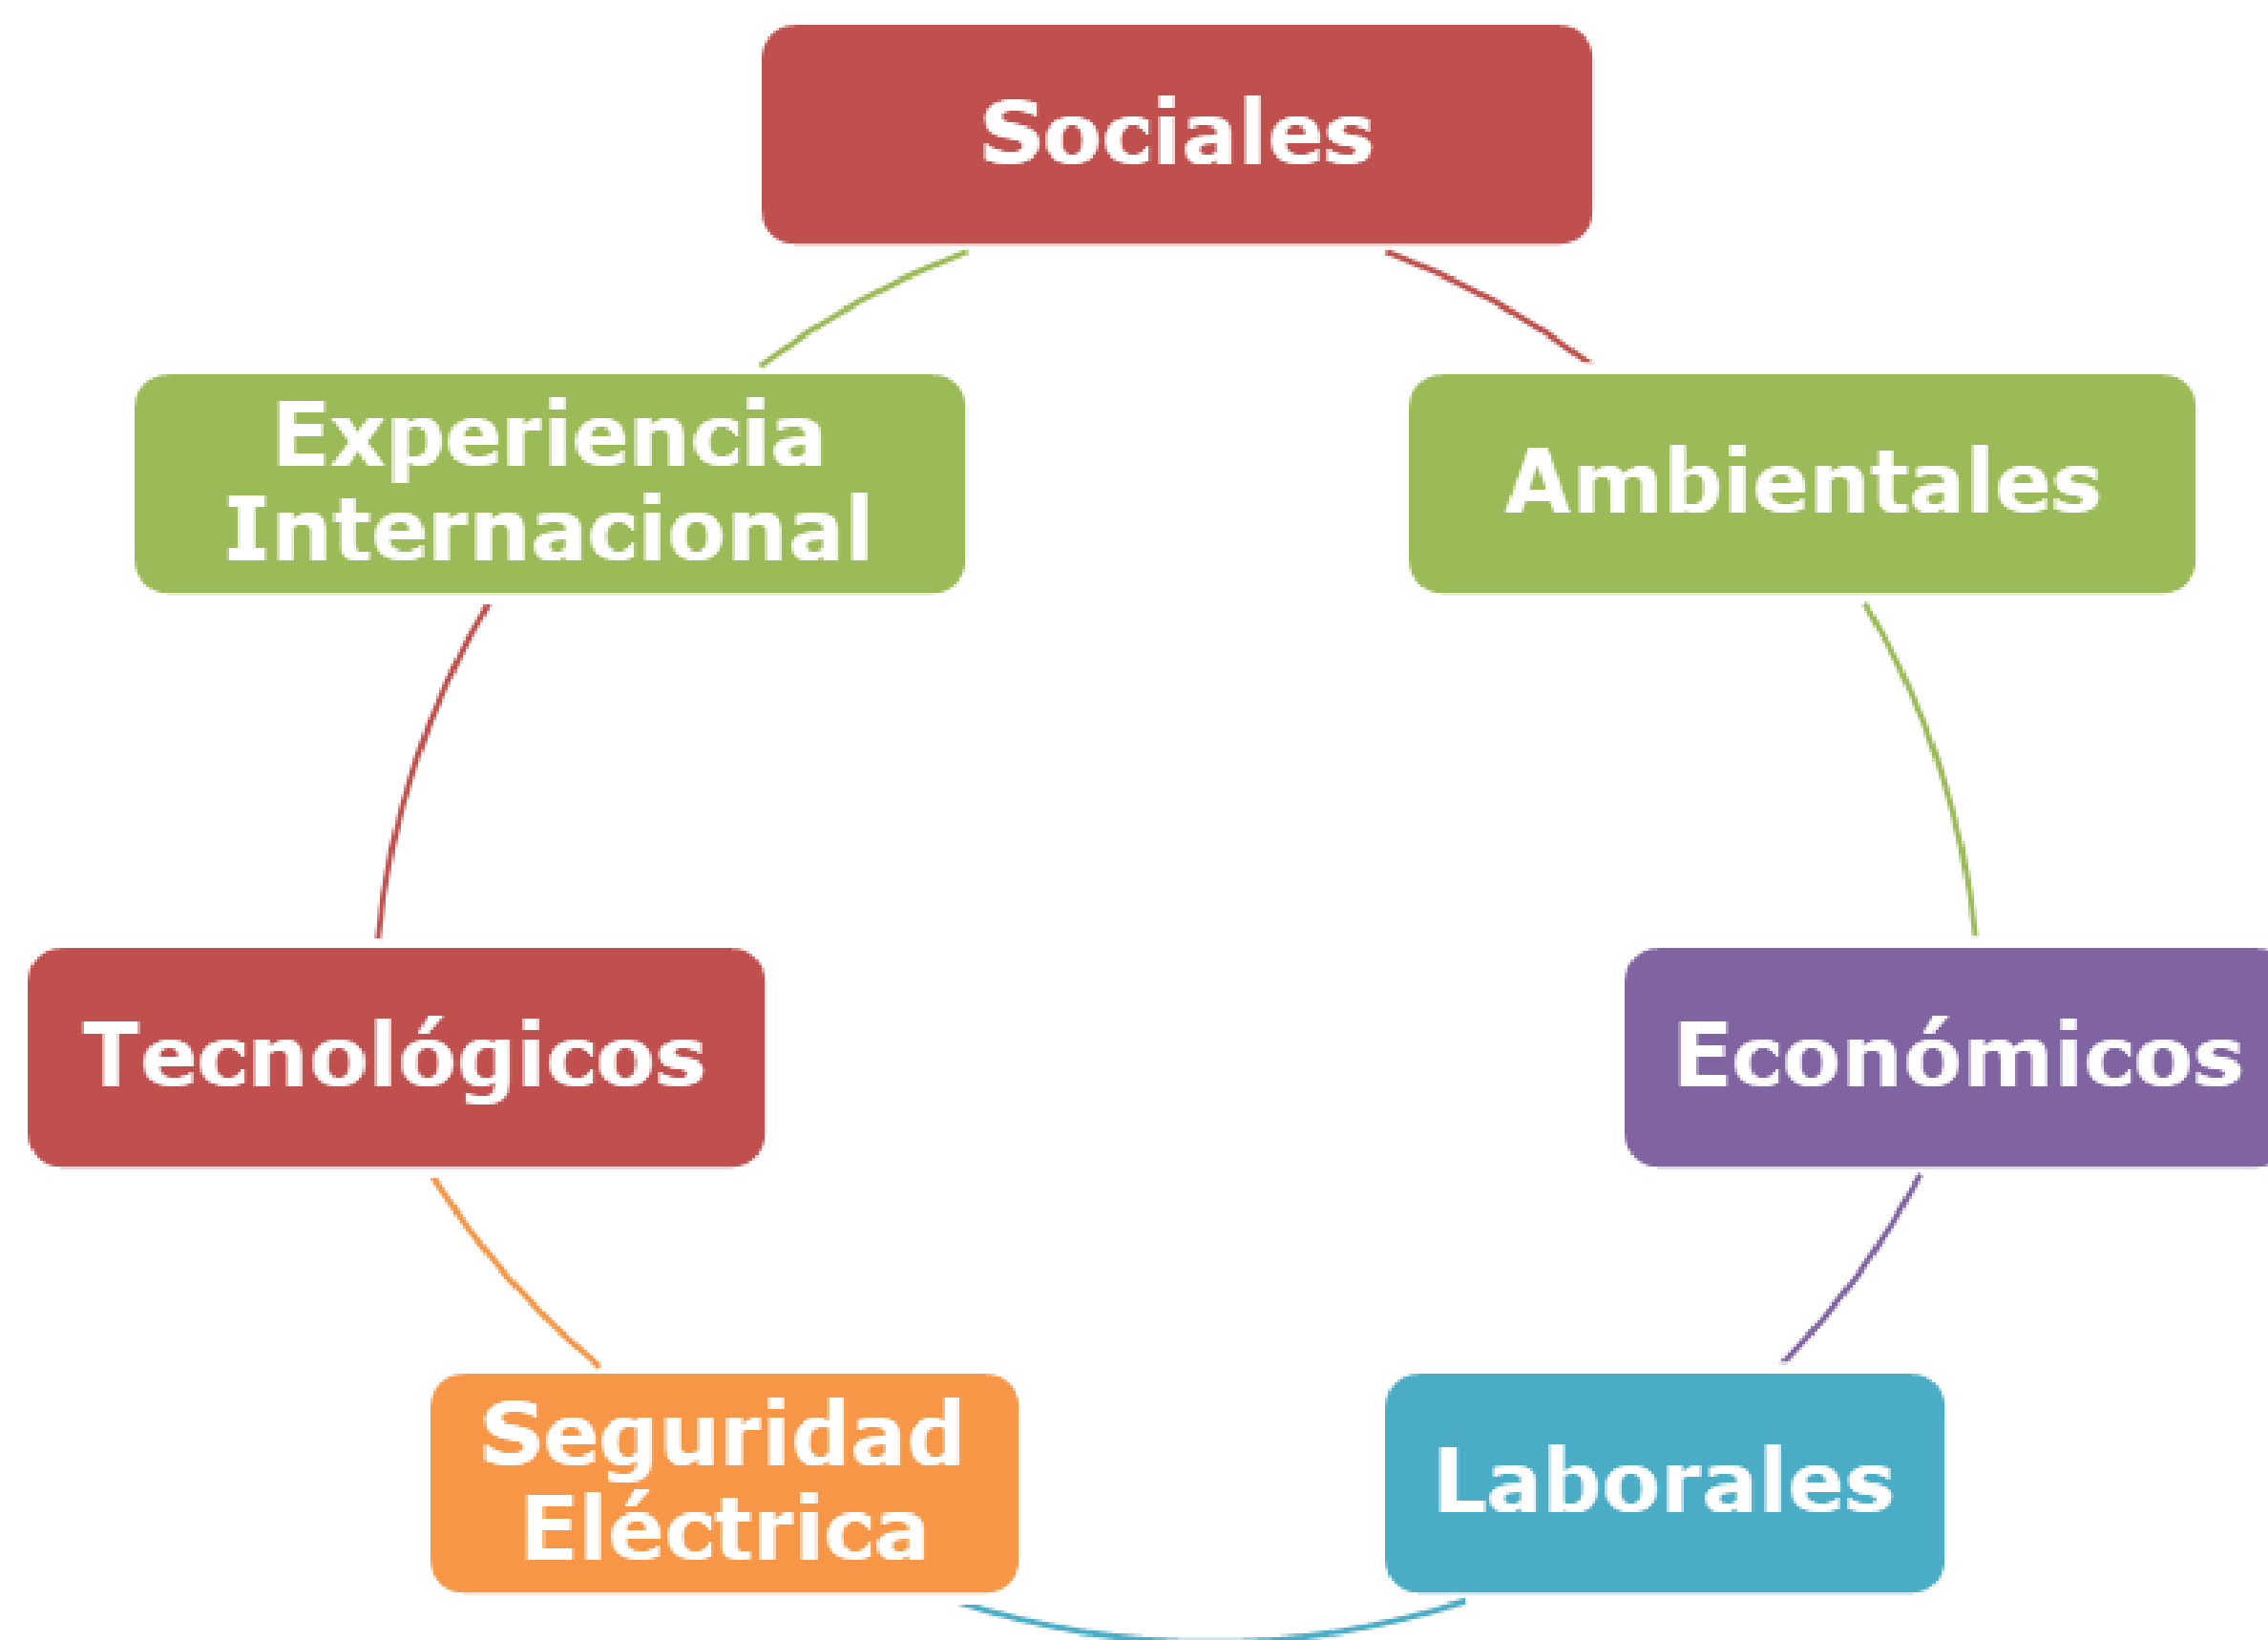 Sociales
Experiencia
Internacional
Ambientales
Tecnológicos
Económicos
Seguridad
Eléctrica
Laborales